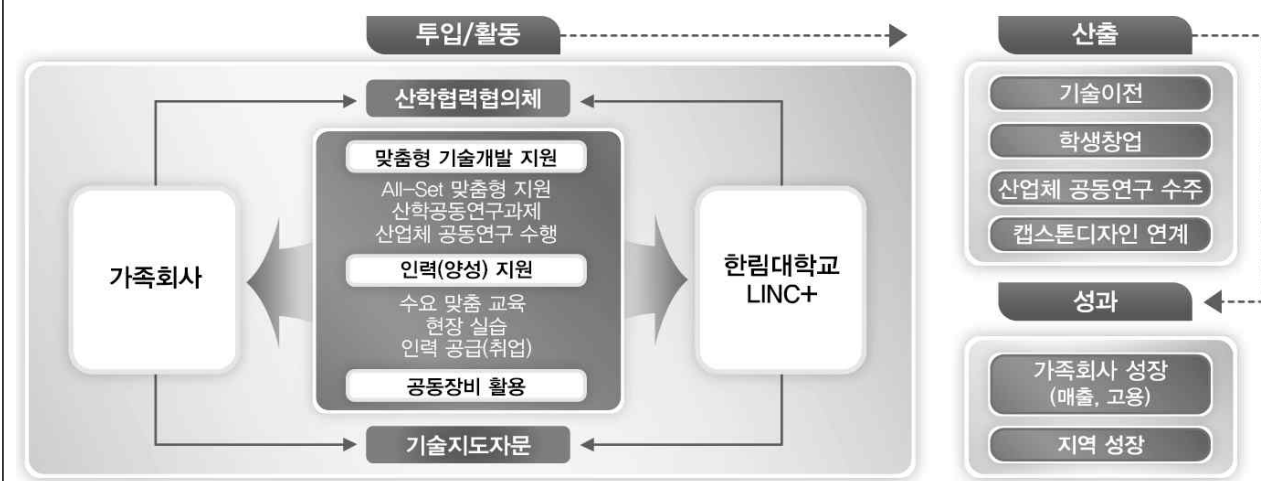 투입/활동
산학협력협의체
맞춤형 기술개발 지원
All-Set 맞춤형 지원
산학공동연구과제
산업체 공동연구 수행
인력(양성) 지원
수요 맞춤 교육
현장 실습
인력 공급(취업)
공동장비 활용
기술지도자문
가족회사
한림대학교
LINC+
산출
기술이전
학생창업
산업체 공동연구 수주
캡스톤디자인 연계
성과
가족회사 성장
(매출, 고용)
지역 성장